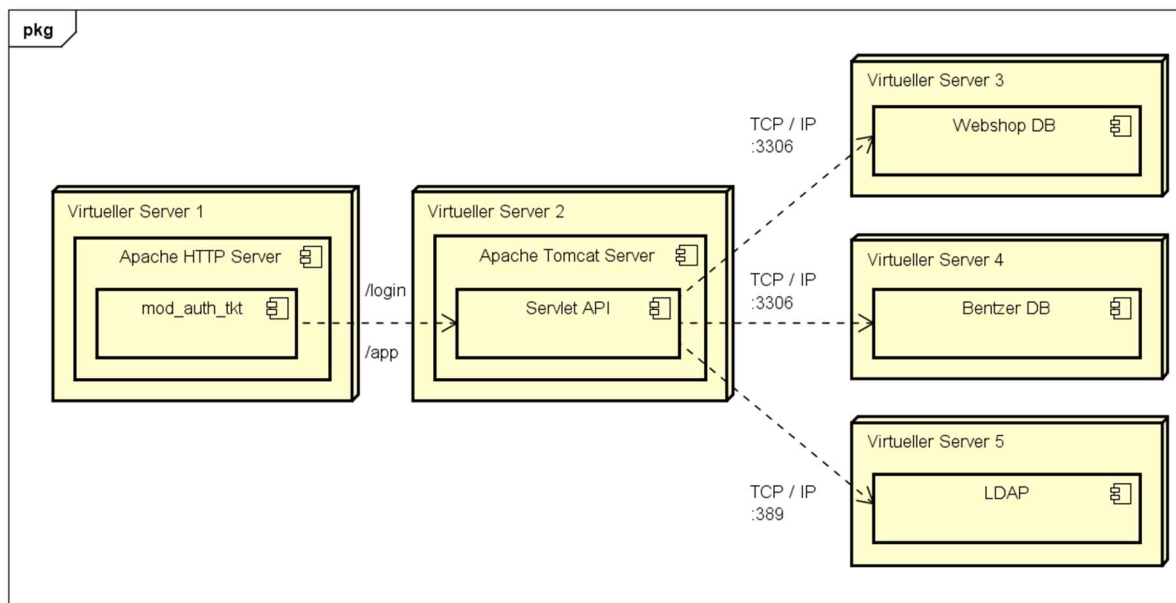 pkg
Virtueller Server 1
Apache HTTP Server
mod_auth_tkt
/login
/app
Virtueller Server 2
Apache Tomcat Server
Servlet API
TCP / IP
:3306
Virtueller Server 3
Webshop DB
TCP / IP
:3306
Virtueller Server 4
Bentzer DB
TCP / IP
:389
Virtueller Server 5
LDAP